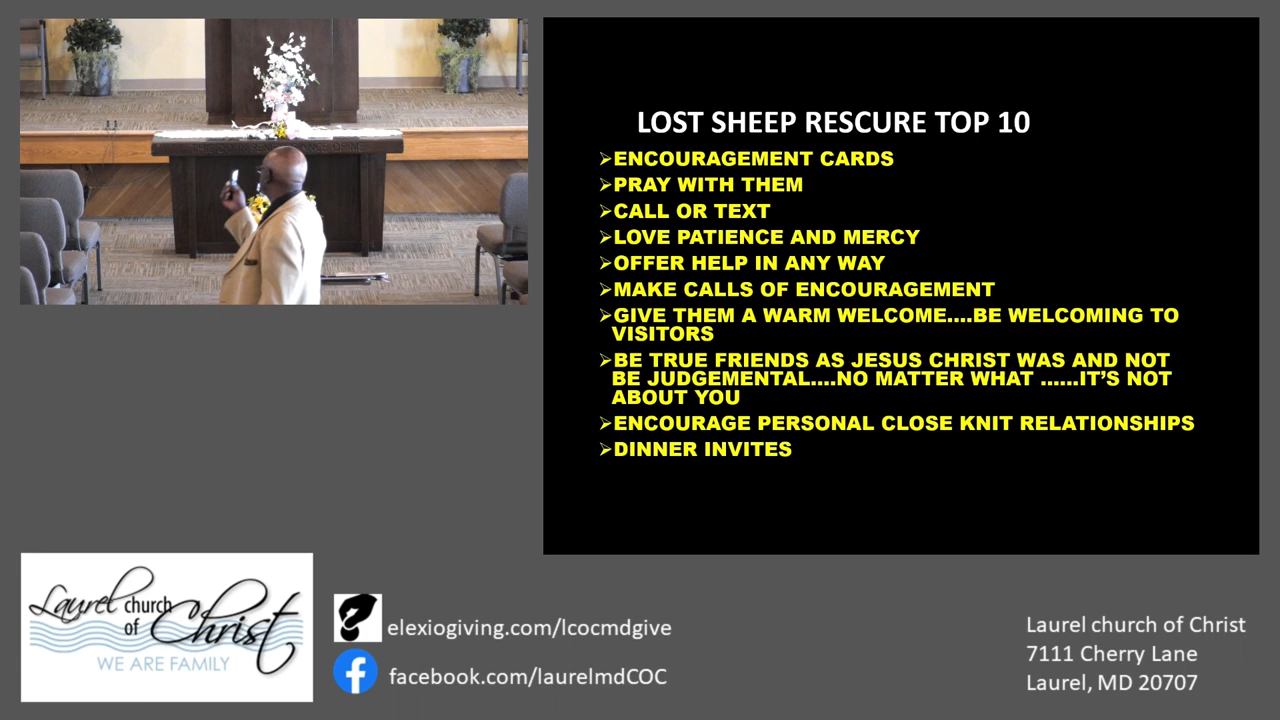 LOST SHEEP RESCURE TOP 10
➢ENCOURAGEMENT CARDS
➢PRAY WITH THEM
➢CALL OR TEXT
➢LOVE PATIENCE AND MERCY
➢OFFER HELP IN ANY WAY
➢MAKE CALLS OF ENCOURAGEMENT
➢GIVE THEM A WARM WELCOME....BE WELCOMING TO
VISITORS
➢BE TRUE FRIENDS AS JESUS CHRIST WAS AND NOT
BE JUDGEMENTAL....NO MATTER WHAT ......IT’S NOT
ABOUT YOU
➢ENCOURAGE PERSONAL CLOSE KNIT RELATIONSHIPS
➢DINNER INVITES
Laurel church
of Christ
WE ARE FAMILY
elexiogiving.com/lcocmdgive
facebook.com/laurelmdCOC
Laurel church of Christ
7111 Cherry Lane
Laurel, MD 20707